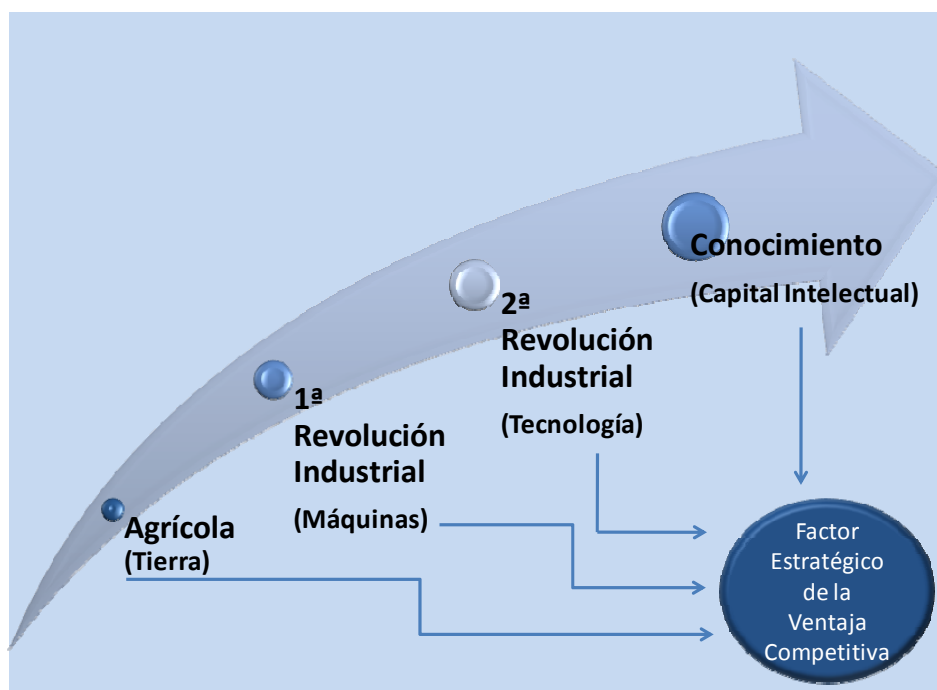 Agrícola
(Tierra)
1ª
Revolución
Industrial
(Máquinas)
2ª
Revolución
Industrial
(Tecnología)
Conocimiento
(Capital Intelectual)
Factor
Estratégico
de la
Ventaja
Competitiva